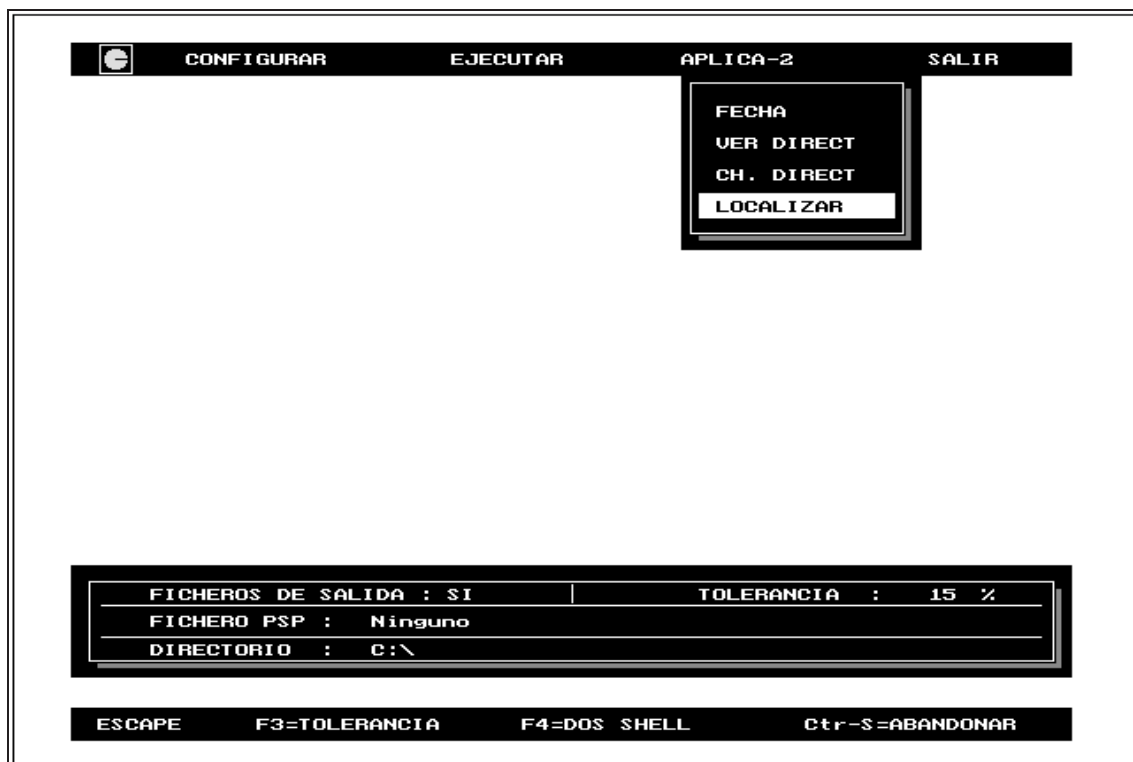 CONFIGURAR EJECUTAR APLICA-2 SALIR
FECHA
VER DIRECT
CH. DIRECT
LOCALIZAR
FICHEROS DE SALIDA : SI TOLERANCIA : 15 %
FICHERO PSP : Ninguno
DIRECTORIO : C:\
ESCAPE F3=TOLERANCIA F4=DOS SHELL Ctr-S=ABANDONAR